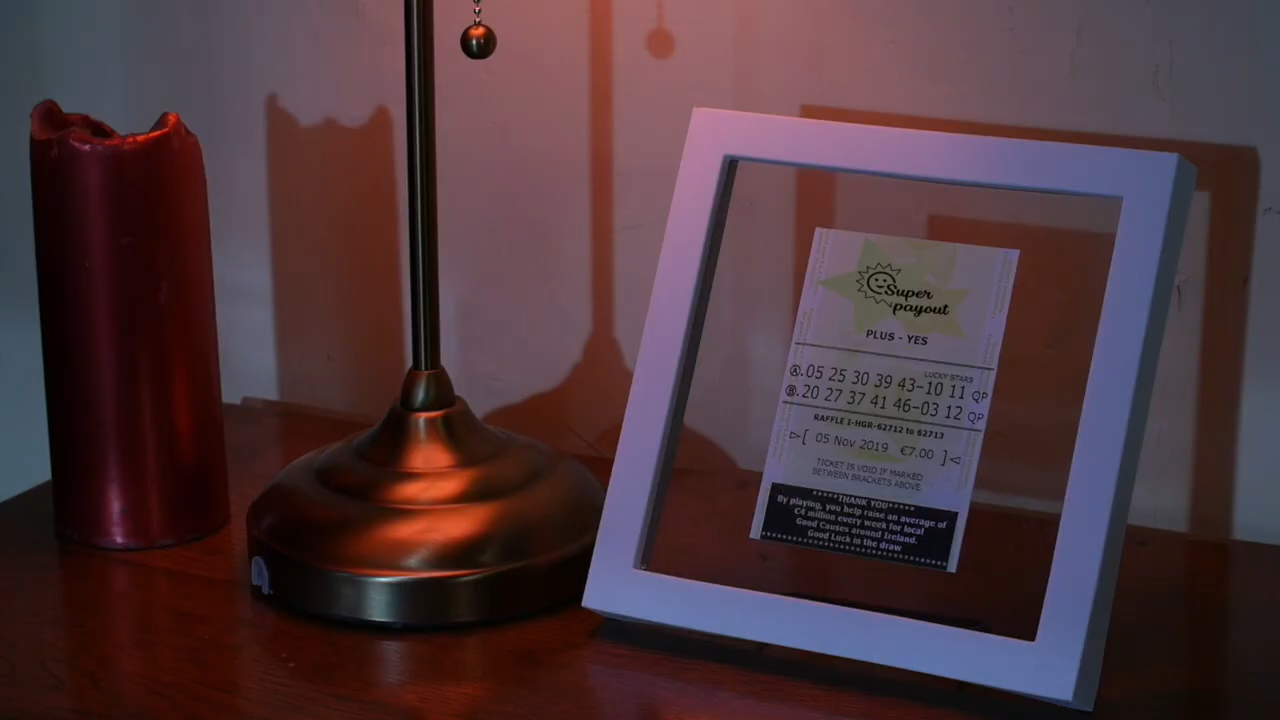 Super
payout
PLUS - YES
LUCKY STARS
Ⓐ.05 25 30 39 43-10 11 QP
Ⓑ.20 27 37 41 46-03 12 QP
RAFFLE I-HGR-62712 to 62713
▷[ 05 Nov 2019 €7.00 ]◁
TICKET IS VOID IF MARKED
BETWEEN BRACKETS ABOVE.
*****THANK YOU*****
By playing, you help raise an average of
€4 million every week for local
Good Causes around Ireland.
Good Luck in the draw